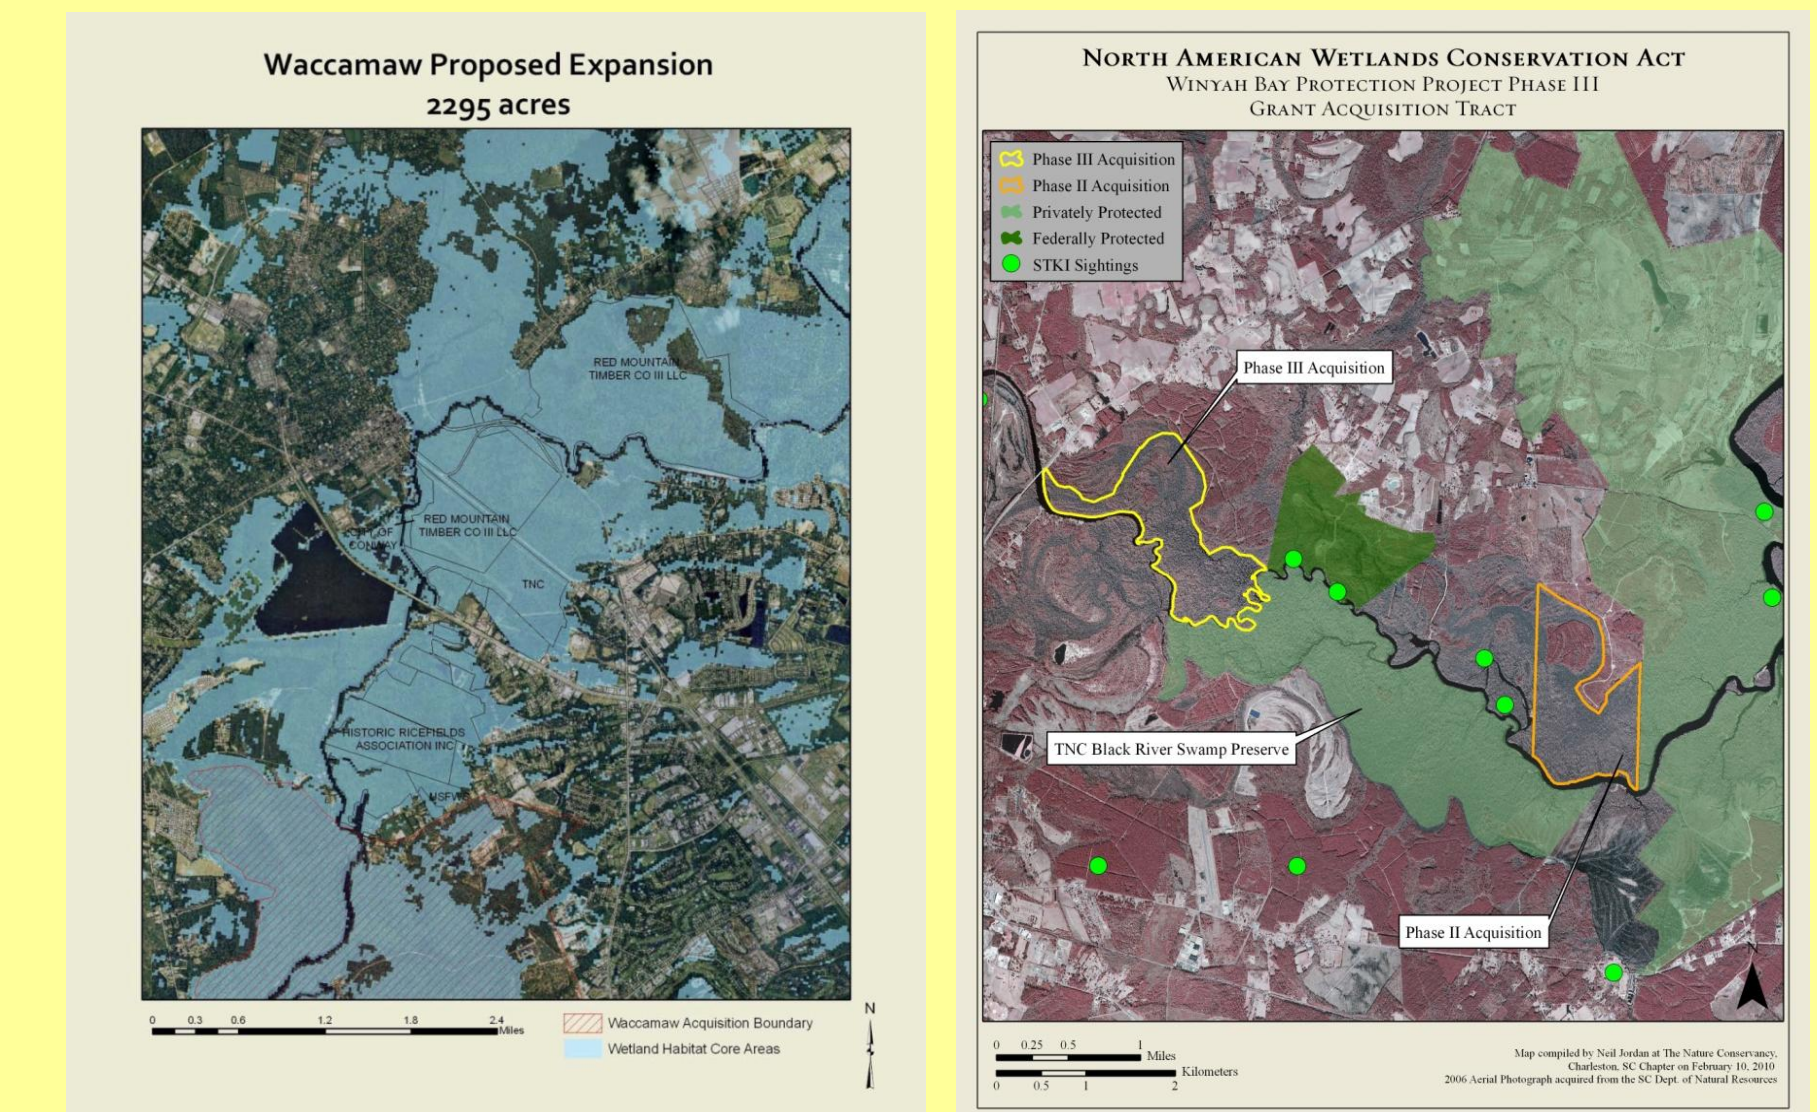 Waccamaw Proposed Expansion
2295 acres
RED MOUNTAIN
TIMBER CO III LLC
RED MOUNTAIN
TIMBER CO III LLC
CITY OF
CONWAY
TNC
HISTORIC RICEFIELDS
ASSOCIATION INC
USFWS
0 0.3 0.6 1.2 1.8 2.4
Miles
Waccamaw Acquisition Boundary
Wetland Habitat Core Areas
N
NORTH AMERICAN WETLANDS CONSERVATION ACT
WINYAH BAY PROTECTION PROJECT PHASE III
GRANT ACQUISITION TRACT
Phase III Acquisition
Phase II Acquisition
Privately Protected
Federally Protected
STKI Sightings
Phase III Acquisition
TNC Black River Swamp Preserve
Phase II Acquisition
N
0 0.25 0.5 1
Miles
Kilometers
0 0.5 1 2
Map compiled by Neil Jordan at The Nature Conservancy,
Charleston, SC Chapter on February 10, 2010
2006 Aerial Photograph acquired from the SC Dept. of Natural Resources